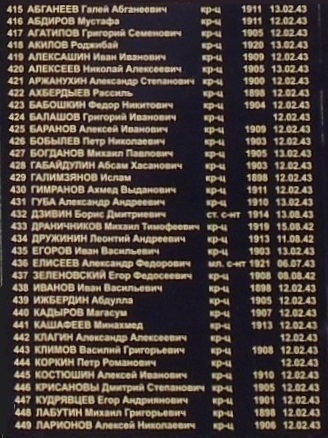 415 АБГАНЕЕВ Галей Абганеевич кр-ц 1911 13.02.43
416 АБДИРОВ Мустафа кр-ц 1911 12.02.43
417 АГАТИПОВ Григорий Семенович кр-ц 1905 12.02.43
418 АКИЛОВ Роджибай кр-ц 1920 13.02.43
419 АЛЕКСАШИН Иван Иванович кр-ц 1909 12.02.43
420 АЛЕКСЕЕВ Николай Алексеевич кр-ц 1905 13.02.43
421 АРЖАНУХИН Александр Степанович кр-ц 1900 12.02.43
422 АХБЕРДЫЕВ Рассиль кр-ц 1898 12.02.43
423 БАБОШКИН Федор Никитович кр-ц 1904 12.02.43
424 БАЛАШОВ Григорий Иванович кр-ц 12.02.43
425 БАРАНОВ Алексей Иванович кр-ц 1909 12.02.43
426 БОБЫЛЕВ Петр Николаевич кр-ц 1903 12.02.43
427 БОГДАНОВ Михаил Павлович кр-ц 1905 13.02.43
428 ГАБАЙДУЛИН Абсам Хасанович кр-ц 1903 12.02.43
429 ГАЛИМЗЯНОВ Ислам кр-ц 1898 12.02.43
430 ГИМРАНОВ Ахмед Выданович кр-ц 1911 12.02.43
431 ГУБА Александр Андреевич кр-ц 1910 13.02.43
432 ДЗИВИН Борис Дмитриевич ст. с-нт 1914 13.08.43
433 ДРАНИЧНИКОВ Михаил Тимофеевич кр-ц 1919 15.08.42
434 ДРУЖИНИН Леонтий Андреевич кр-ц 1913 11.08.42
435 ЕГОРОВ Иван Васильевич кр-ц 1903 13.02.43
436 ЕЛИСЕЕВ Александр Федорович мл. с-нт 1921 06.07.43
437 ЗЕЛЕНОВСКИЙ Егор Федосеевич кр-ц 1908 08.08.42
438 ИВАНОВ Иван Васильевич кр-ц 1898 12.02.43
439 ИЖБЕРДИН Абдулла кр-ц 1905 12.02.43
440 КАДЫРОВ Магасум кр-ц 1907 12.02.43
441 КАШАФЕЕВ Минахмед кр-ц 1913 12.02.43
442 КЛАГИН Александр Алексеевич кр-ц 12.02.43
443 КЛИМОВ Василий Григорьевич кр-ц 1908 12.02.43
444 КОРКИН Петр Романович кр-ц 12.02.43
445 КОСТЮШИН Алексей Иванович кр-ц 1910 12.02.43
446 КРИСАНОВЫ Дмитрий Степанович кр-ц 1905 12.02.43
447 КУДРЯВЦЕВ Егор Андриянович кр-ц 1901 12.02.43
448 ЛАБУТИН Михаил Григорьевич кр-ц 1898 12.02.43
449 ЛАРИОНОВ Алексей Николаевич кр-ц 1906 12.02.43